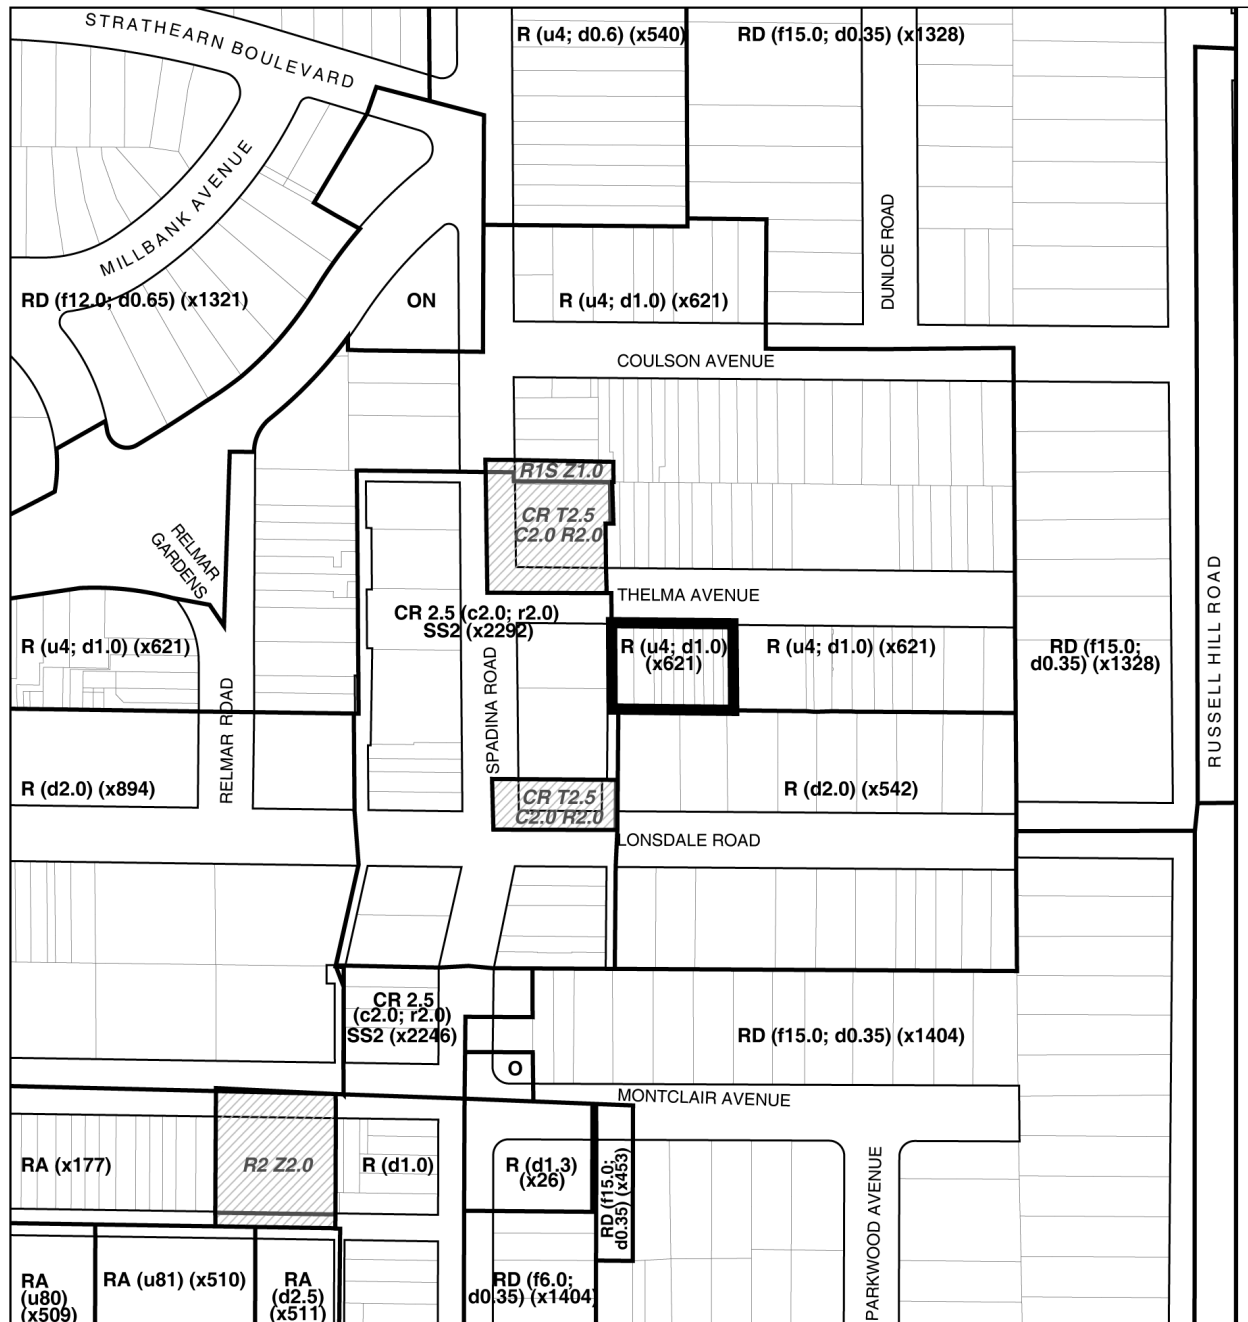 STRATHEARN BOULEVARD
R (u4; d0.6) (x540)
RD (f15.0; d0.35) (x1328)
MILLBANK AVENUE
DUNLOE ROAD
RD (f12.0; d0.65) (x1321)
ON
R (u4; d1.0) (x621)
COULSON AVENUE
R1S Z1.0
CR T2.5
C2.0 R2.0
RELMAR
GARDENS
THELMA AVENUE
CR 2.5 (c2.0; r2.0)
SS2 (x2292)
R (u4; d1.0) (x621)
R (u4; d1.0)
(x621)
R (u4; d1.0) (x621)
RD (f15.0;
d0.35) (x1328)
RUSSELL HILL ROAD
SPADINA ROAD
RELMAR ROAD
R (d2.0) (x894)
CR T2.5
C2.0 R2.0
R (d2.0) (x542)
LONSDALE ROAD
CR 2.5
(c2.0; r2.0)
SS2 (x2246)
RD (f15.0; d0.35) (x1404)
O
MONTCLAIR AVENUE
RA (x177)
R2 Z2.0
R (d1.0)
R (d1.3)
(x26)
RD (f15.0;
d0.35) (x453)
PARKWOOD AVENUE
RA
(u80)
(x509)
RA (u81) (x510)
RA
(d2.5)
(x511)
RD (f6.0;
d0.35) (x1404)